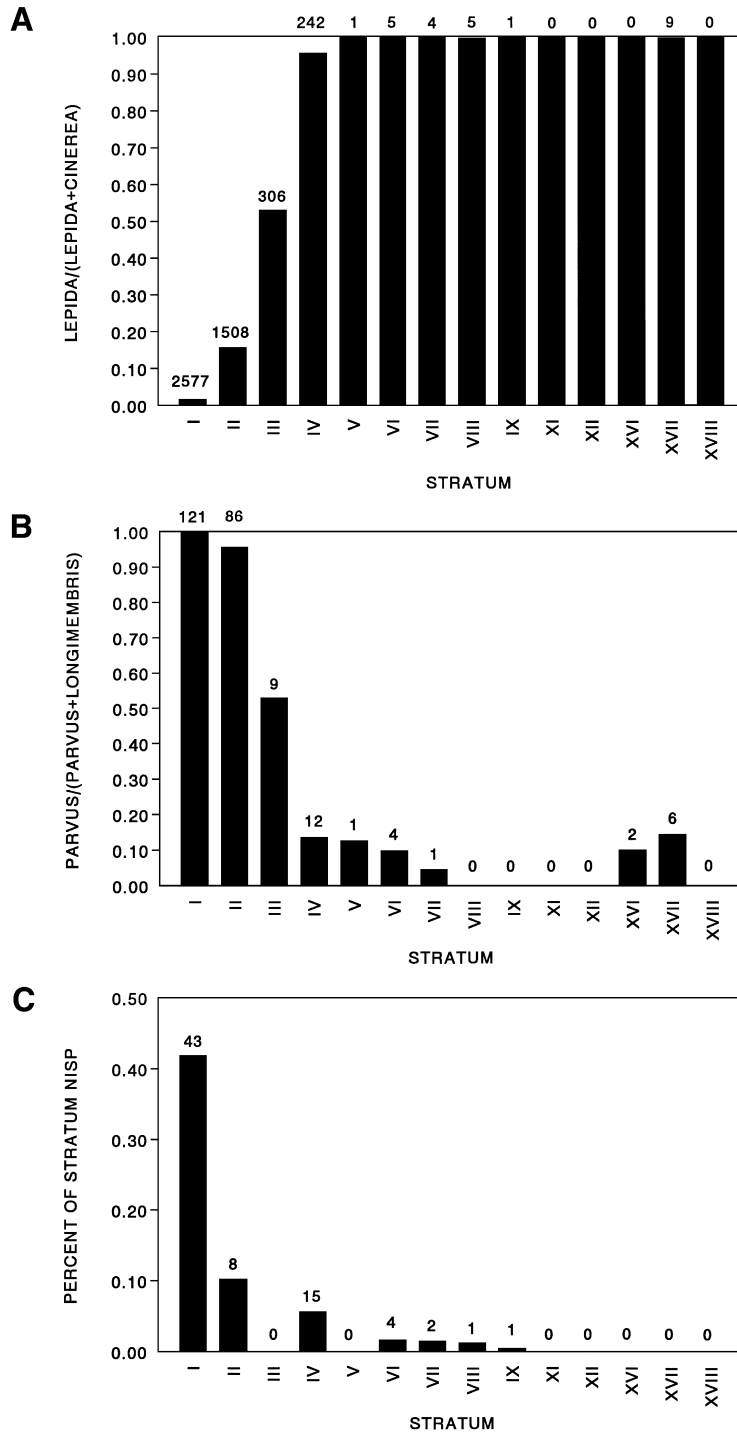 A
242 1 5 4 5 1 0 0 0 9 0
1.00
0.90
0.80
0.70
0.60
0.50
0.40
0.30
0.20
0.10
0.00
LEPIDA/(LEPIDA+CINEREA)
306
1508
2577
I II III IV V VI VII VIII IX XI XII XVI XVII XVIII
STRATUM
B
121 86
1.00
0.90
0.80
0.70
0.60
0.50
0.40
0.30
0.20
0.10
0.00
PARVUS/(PARVUS+LONGIMEMBRIS)
9
12 1 4 1 0 0 0 0 2 6 0
I II III IV V VI VII VIII IX XI XII XVI XVII XVIII
STRATUM
C
0.50
0.40
0.30
0.20
0.10
0.00
PERCENT OF STRATUM NISP
43
8 0 15 0 4 2 1 1 0 0 0 0 0
I II III IV V VI VII VIII IX XI XII XVI XVII XVIII
STRATUM